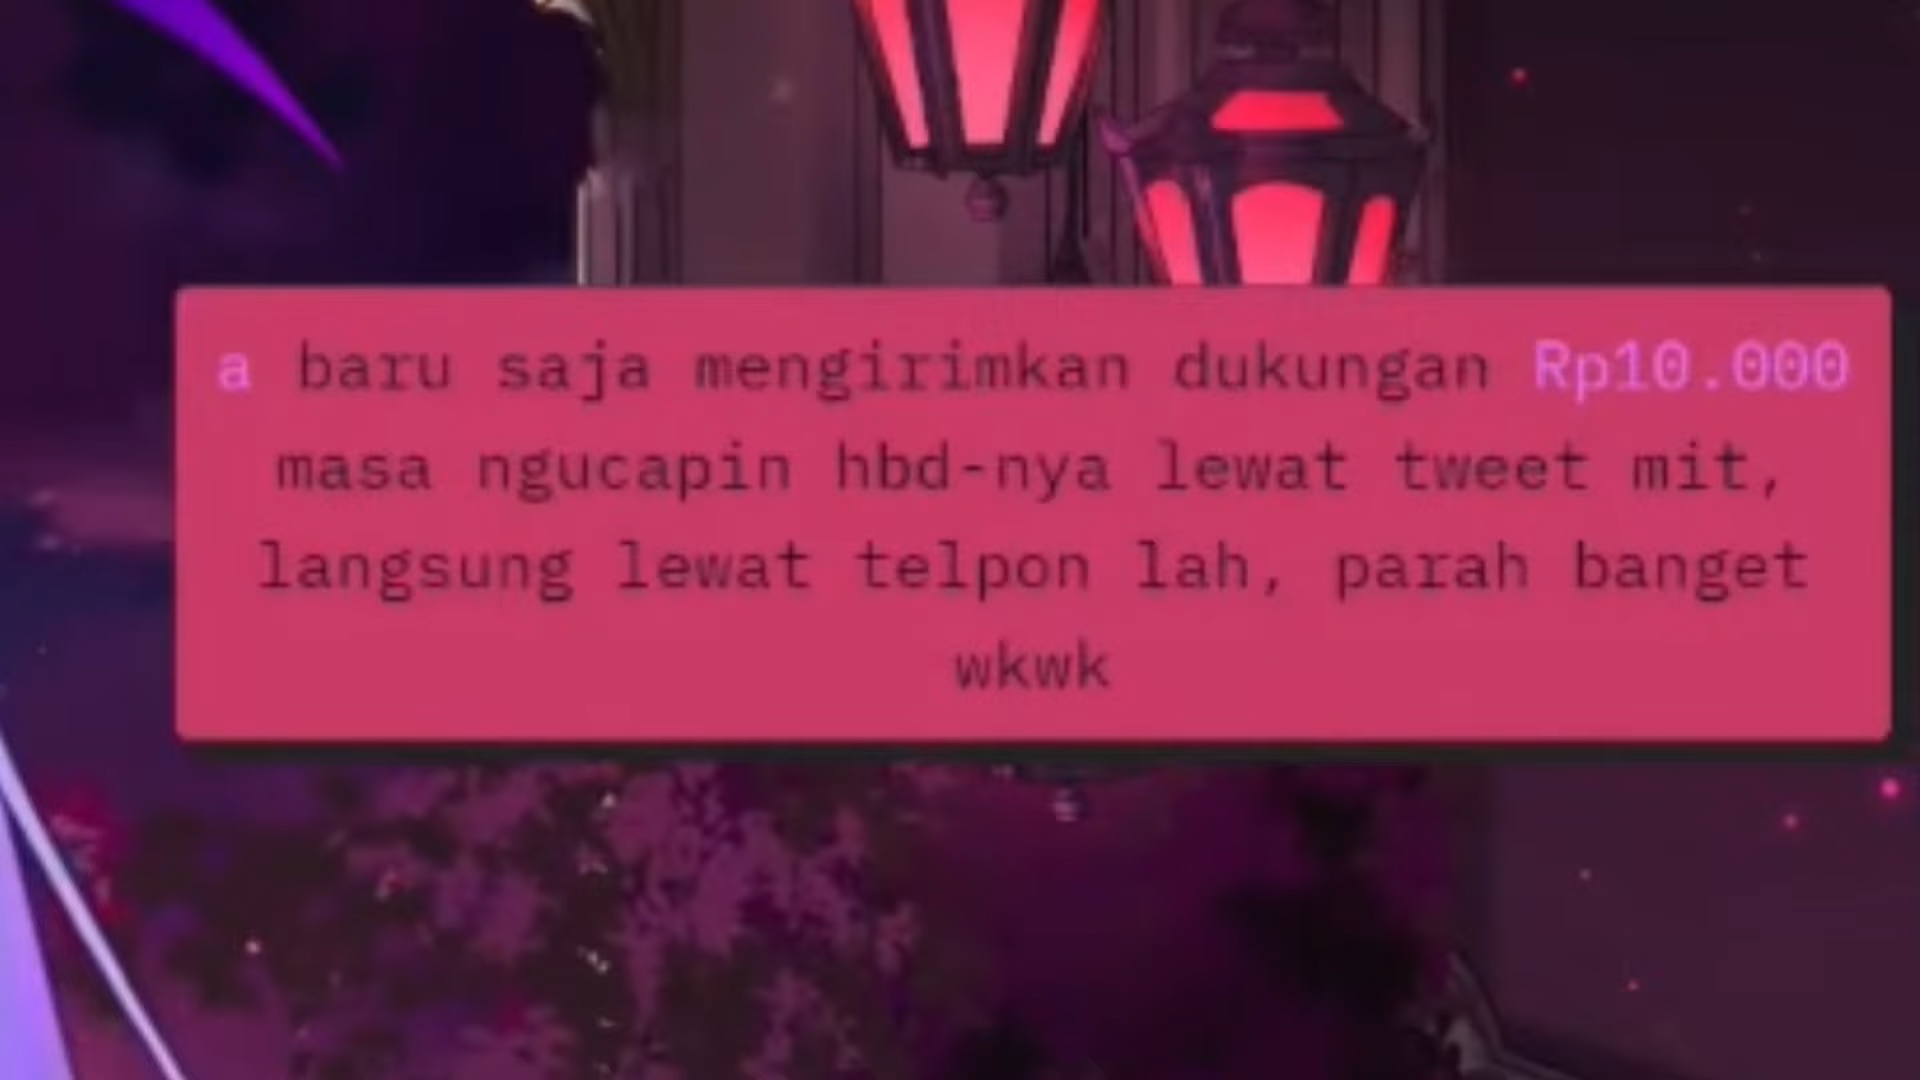 a baru saja mengirimkan dukungan Rp10.000
masa ngucapin hbd-nya lewat tweet mit,
langsung lewat telpon lah, parah banget
wkwk